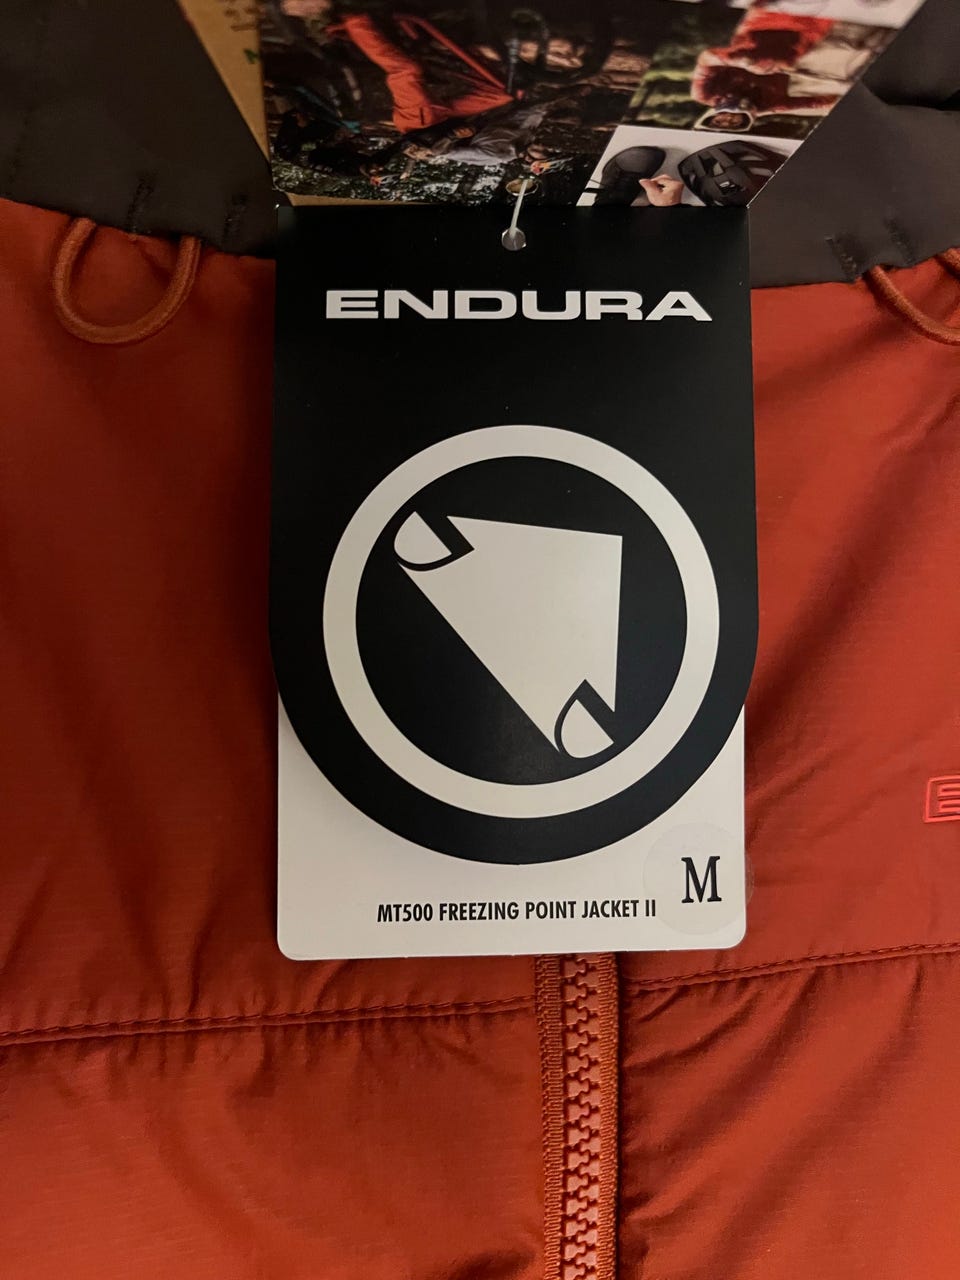 ENDURA
M
MT500 FREEZING POINT JACKET II